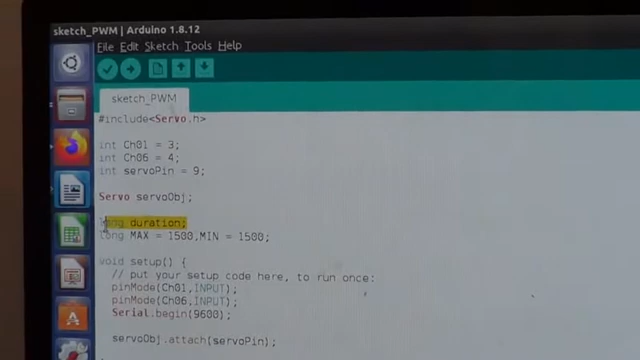 sketch_PWM | Arduino 1.8.12
File Edit Sketch Tools Help
sketch_PWM
#include<Servo.h>
int Ch01 = 3;
int Ch06 = 4;
int servoPin = 9;
Servo servoObj;
long duration;
long MAX = 1500,MIN = 1500;
void setup() {
// put your setup code here, to run once:
pinMode(Ch01,INPUT);
pinMode(Ch06,INPUT);
Serial.begin(9600);
servoObj.attach(servoPin);